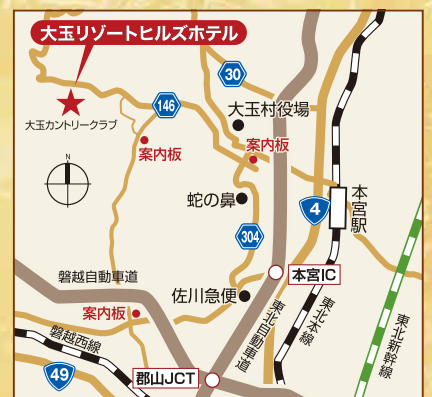 大玉リゾートヒルズホテル
30
146
大玉村役場
大玉カントリークラブ
案内板
案内板
N
蛇の鼻
4
本宮駅
304
磐越自動車道
本宮IC
佐川急便
案内板
東北自動車道
東北本線
東北新幹線
磐越西線
49
郡山JCT